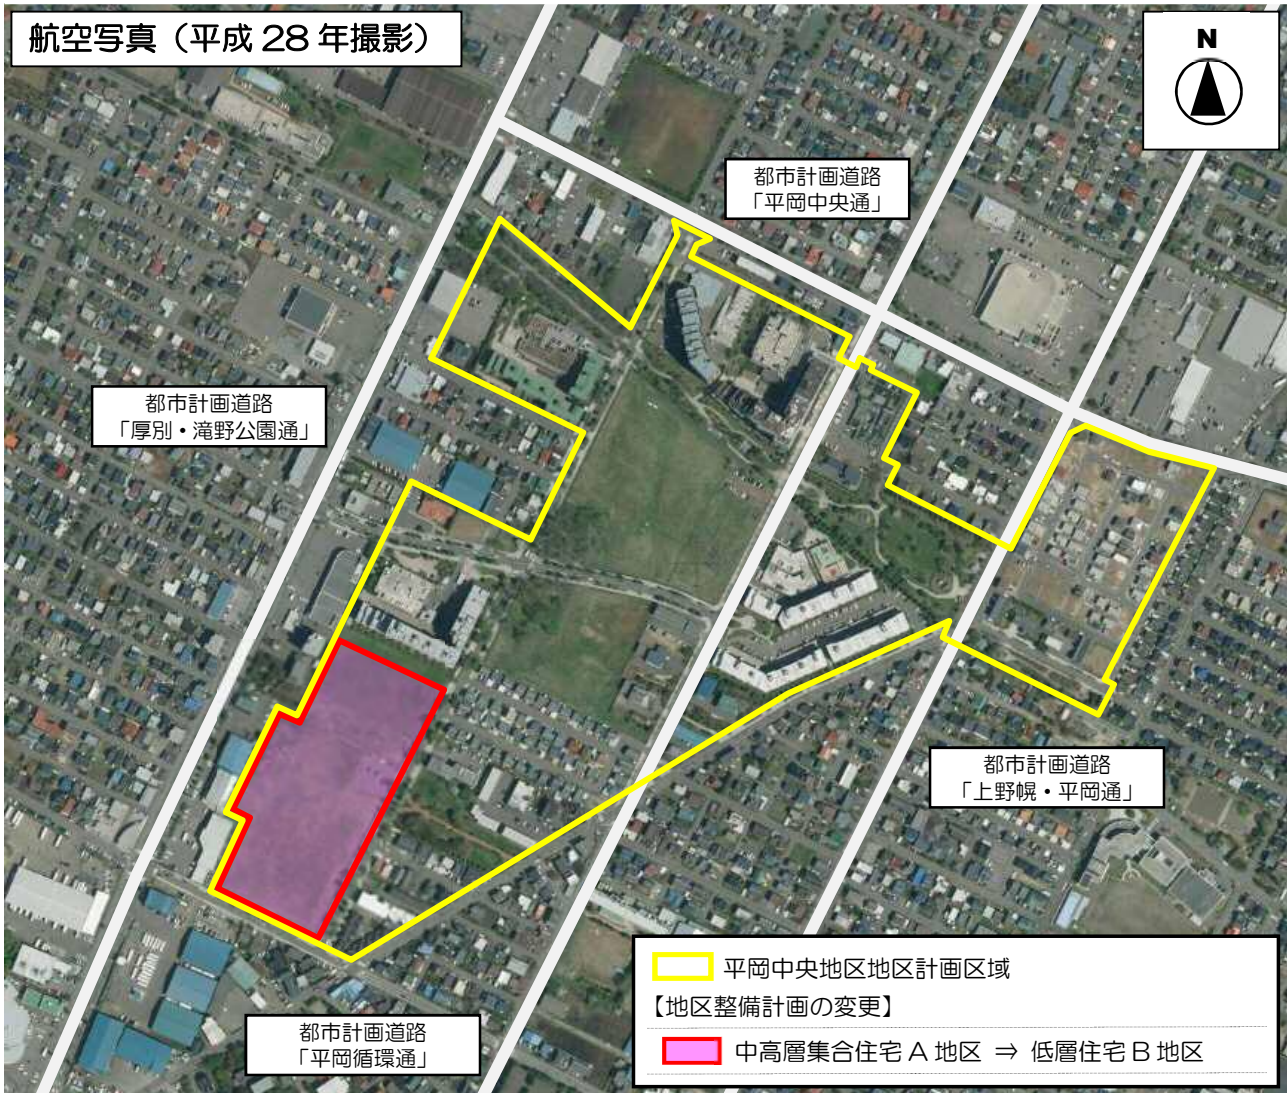 航空写真（平成 28 年撮影）
N
都市計画道路
「平岡中央通」
都市計画道路
「厚別・滝野公園通」
都市計画道路
「上野幌・平岡通」
都市計画道路
「平岡循環通」
平岡中央地区地区計画区域
【地区整備計画の変更】
中高層集合住宅 A 地区 ⇒ 低層住宅 B 地区